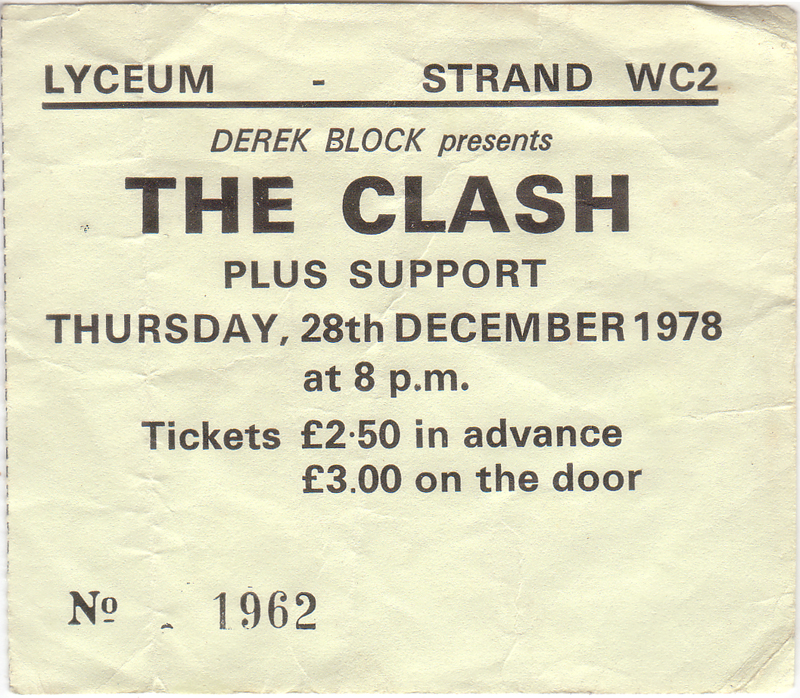 LYCEUM - STRAND WC2
DEREK BLOCK presents
THE CLASH
PLUS SUPPORT
THURSDAY, 28th DECEMBER 1978
at 8 p.m.
Tickets £2·50 in advance
£3.00 on the door
Nº 1962